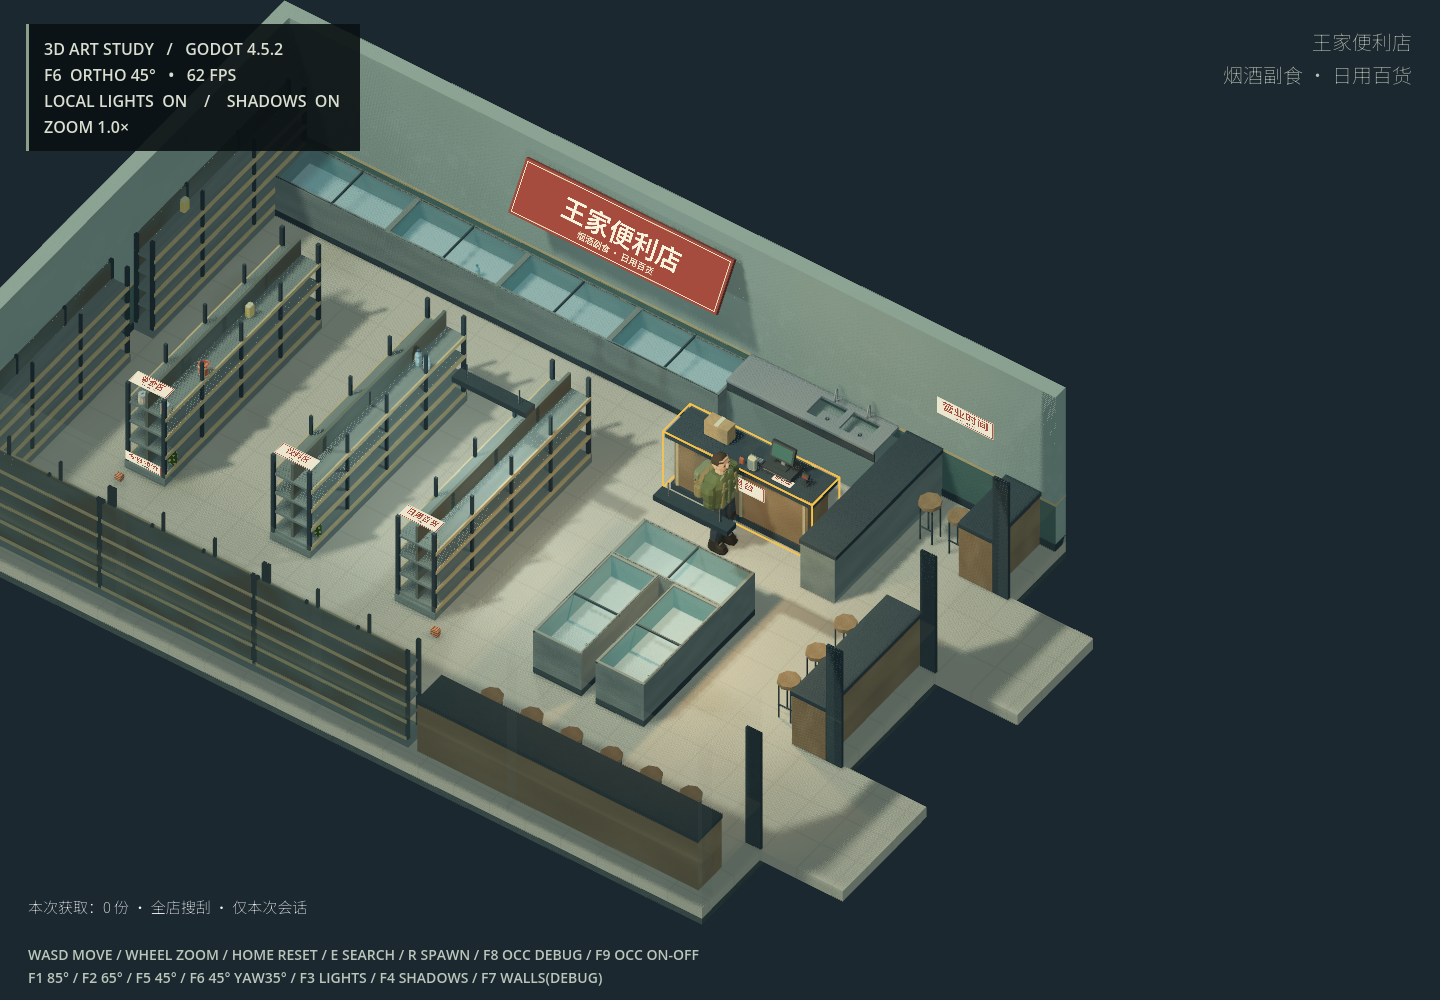 3D ART STUDY / GODOT 4.5.2
F6 ORTHO 45° • 62 FPS
LOCAL LIGHTS ON / SHADOWS ON
ZOOM 1.0×
王家便利店
烟酒副食 · 日用百货
王家便利店
烟酒副食 · 日用百货
营业时间
日用百货
本次获取：0 份 · 全店搜刮 · 仅本次会话
WASD MOVE / WHEEL ZOOM / HOME RESET / E SEARCH / R SPAWN / F8 OCC DEBUG / F9 OCC ON-OFF
F1 85° / F2 65° / F5 45° / F6 45° YAW35° / F3 LIGHTS / F4 SHADOWS / F7 WALLS(DEBUG)